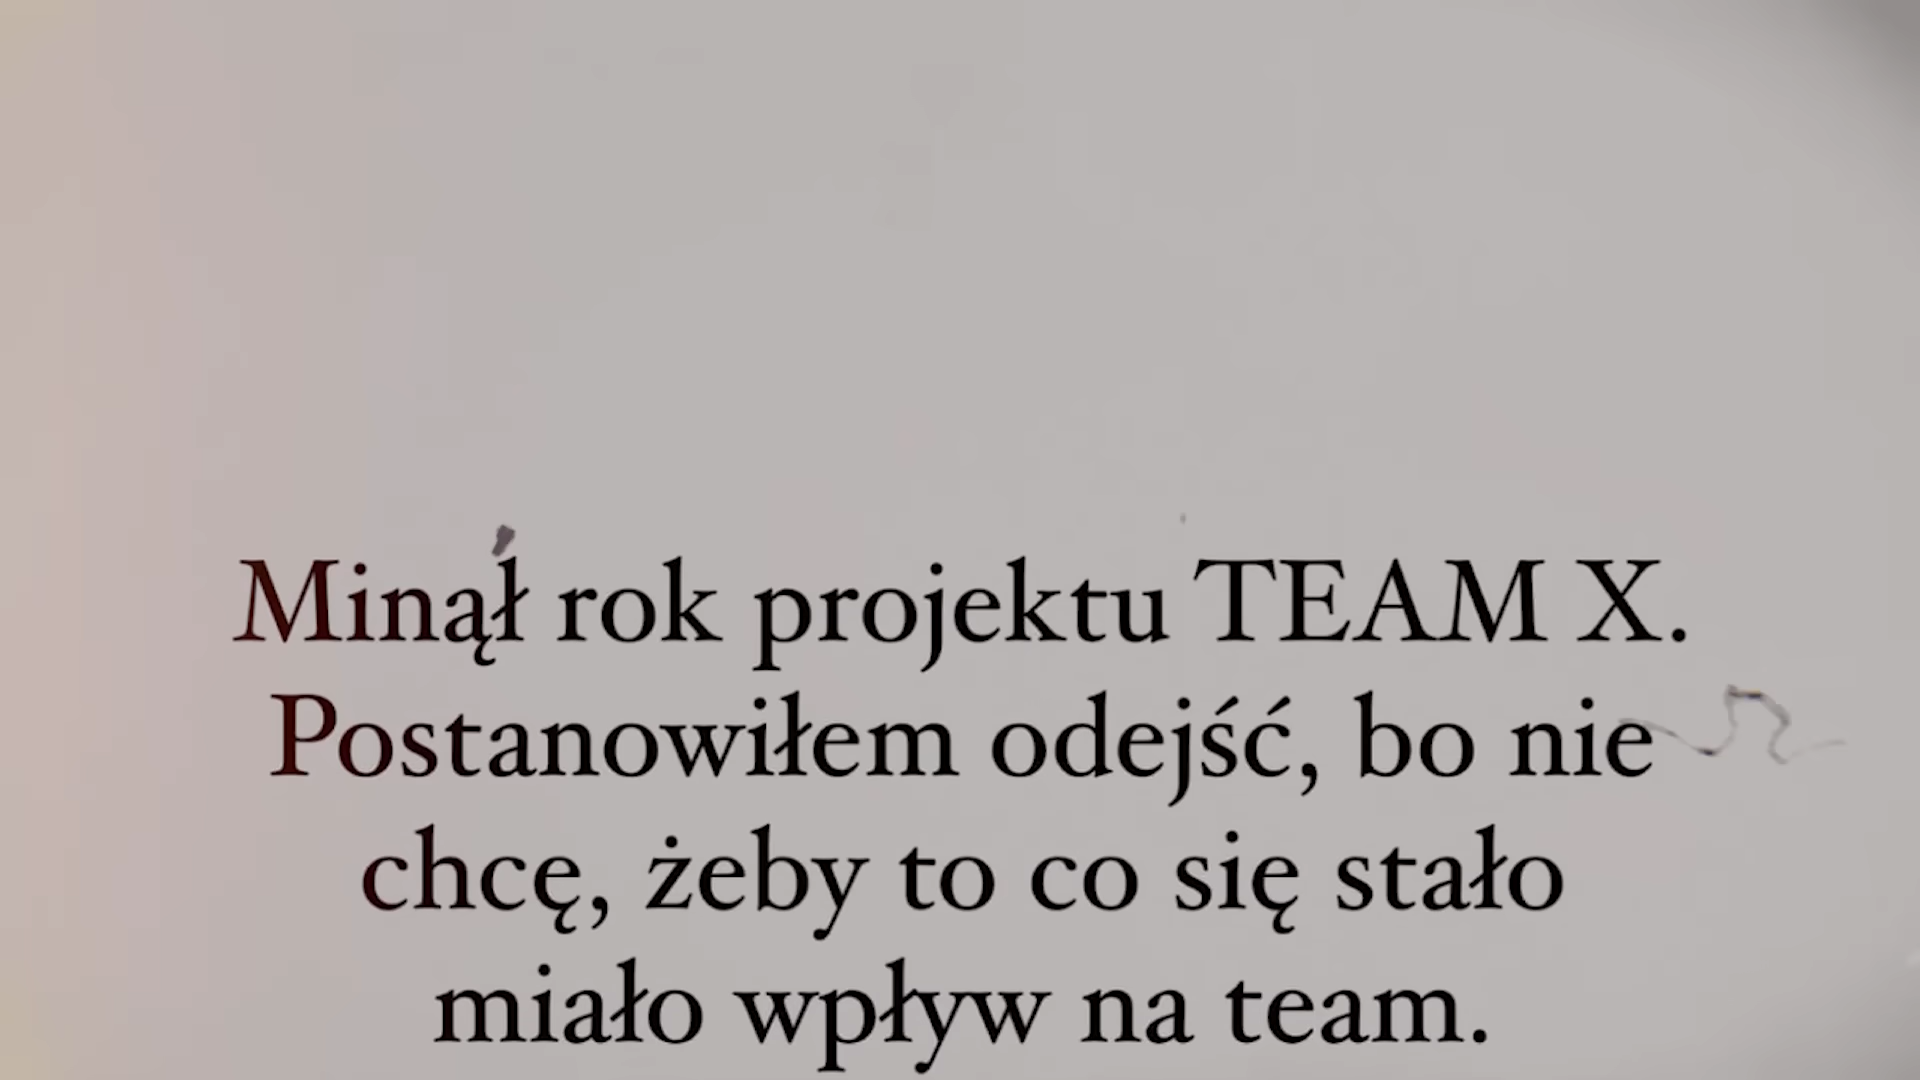 Minął rok projektu TEAM X.
Postanowiłem odejść, bo nie
chcę, żeby to co się stało
miało wpływ na team.